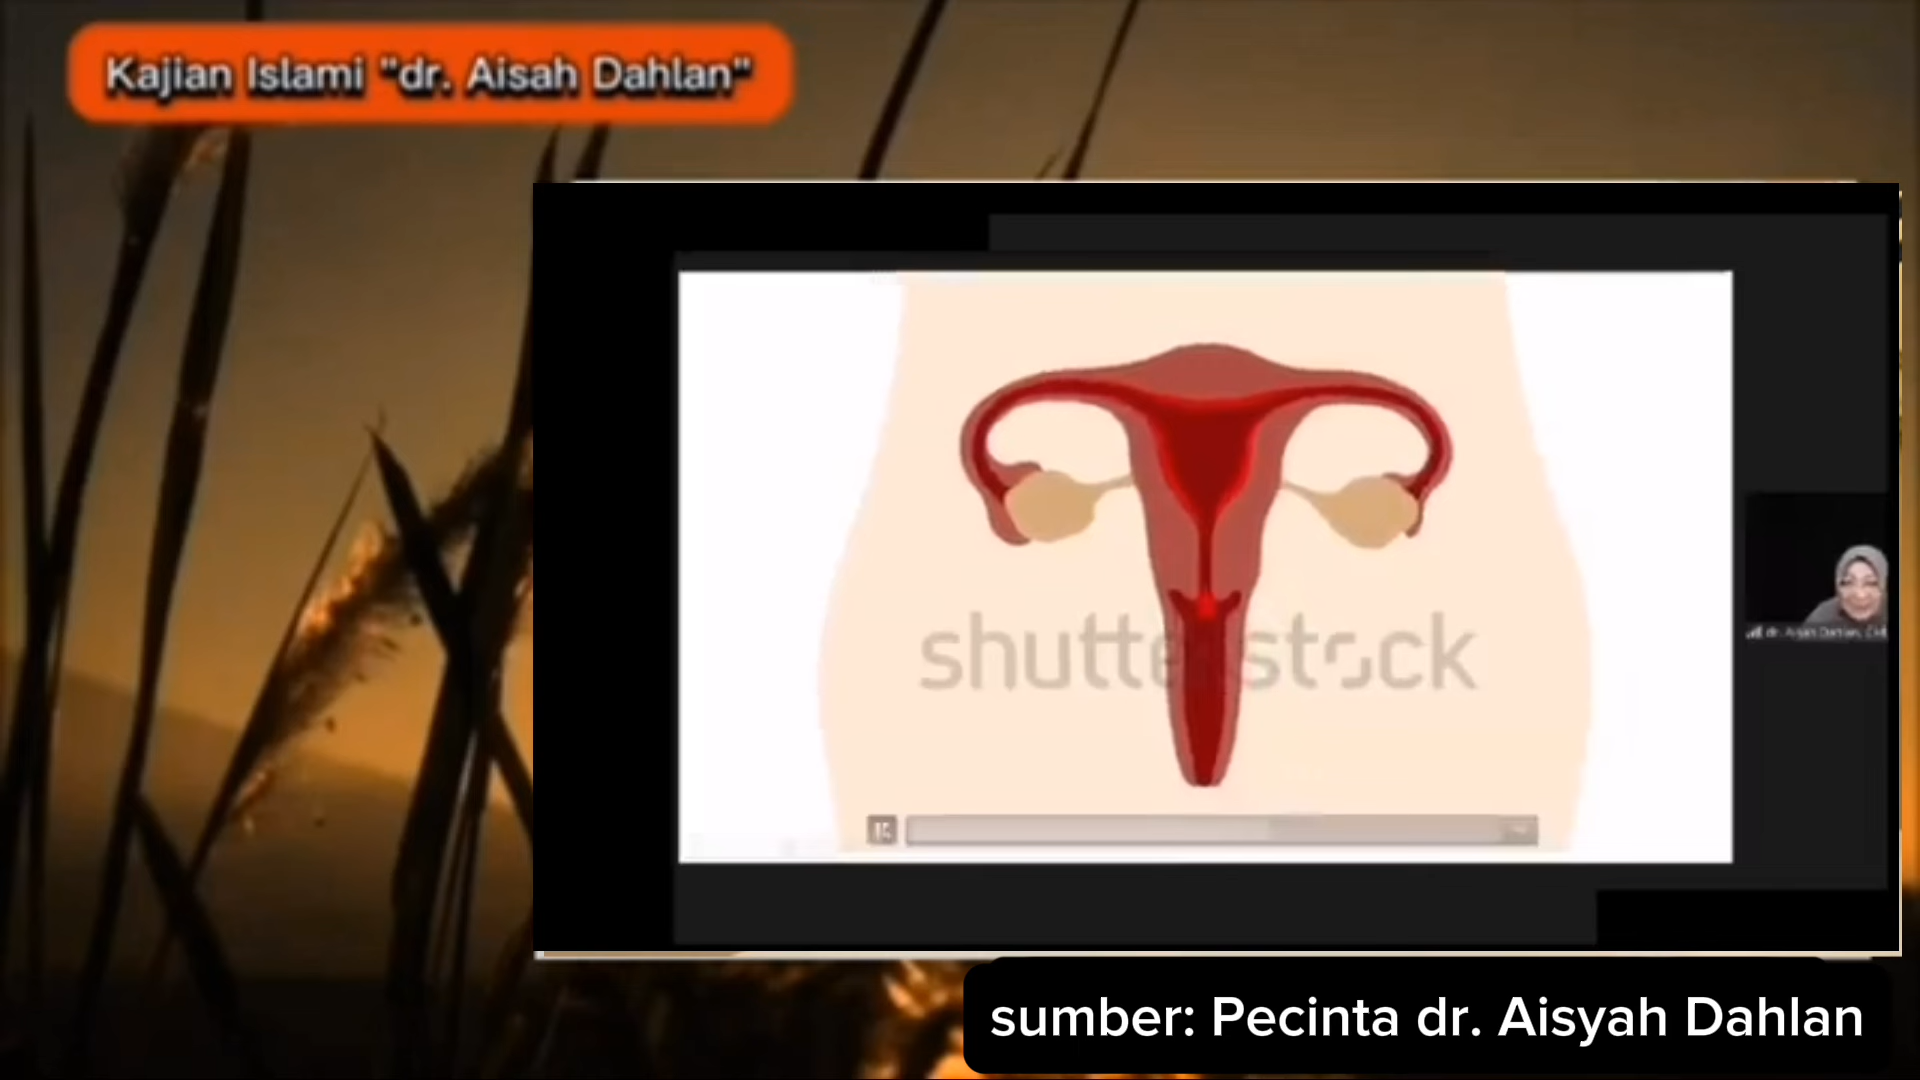 Kajian Islami "dr. Aisah Dahlan"
shutterstock
sumber: Pecinta dr. Aisyah Dahlan